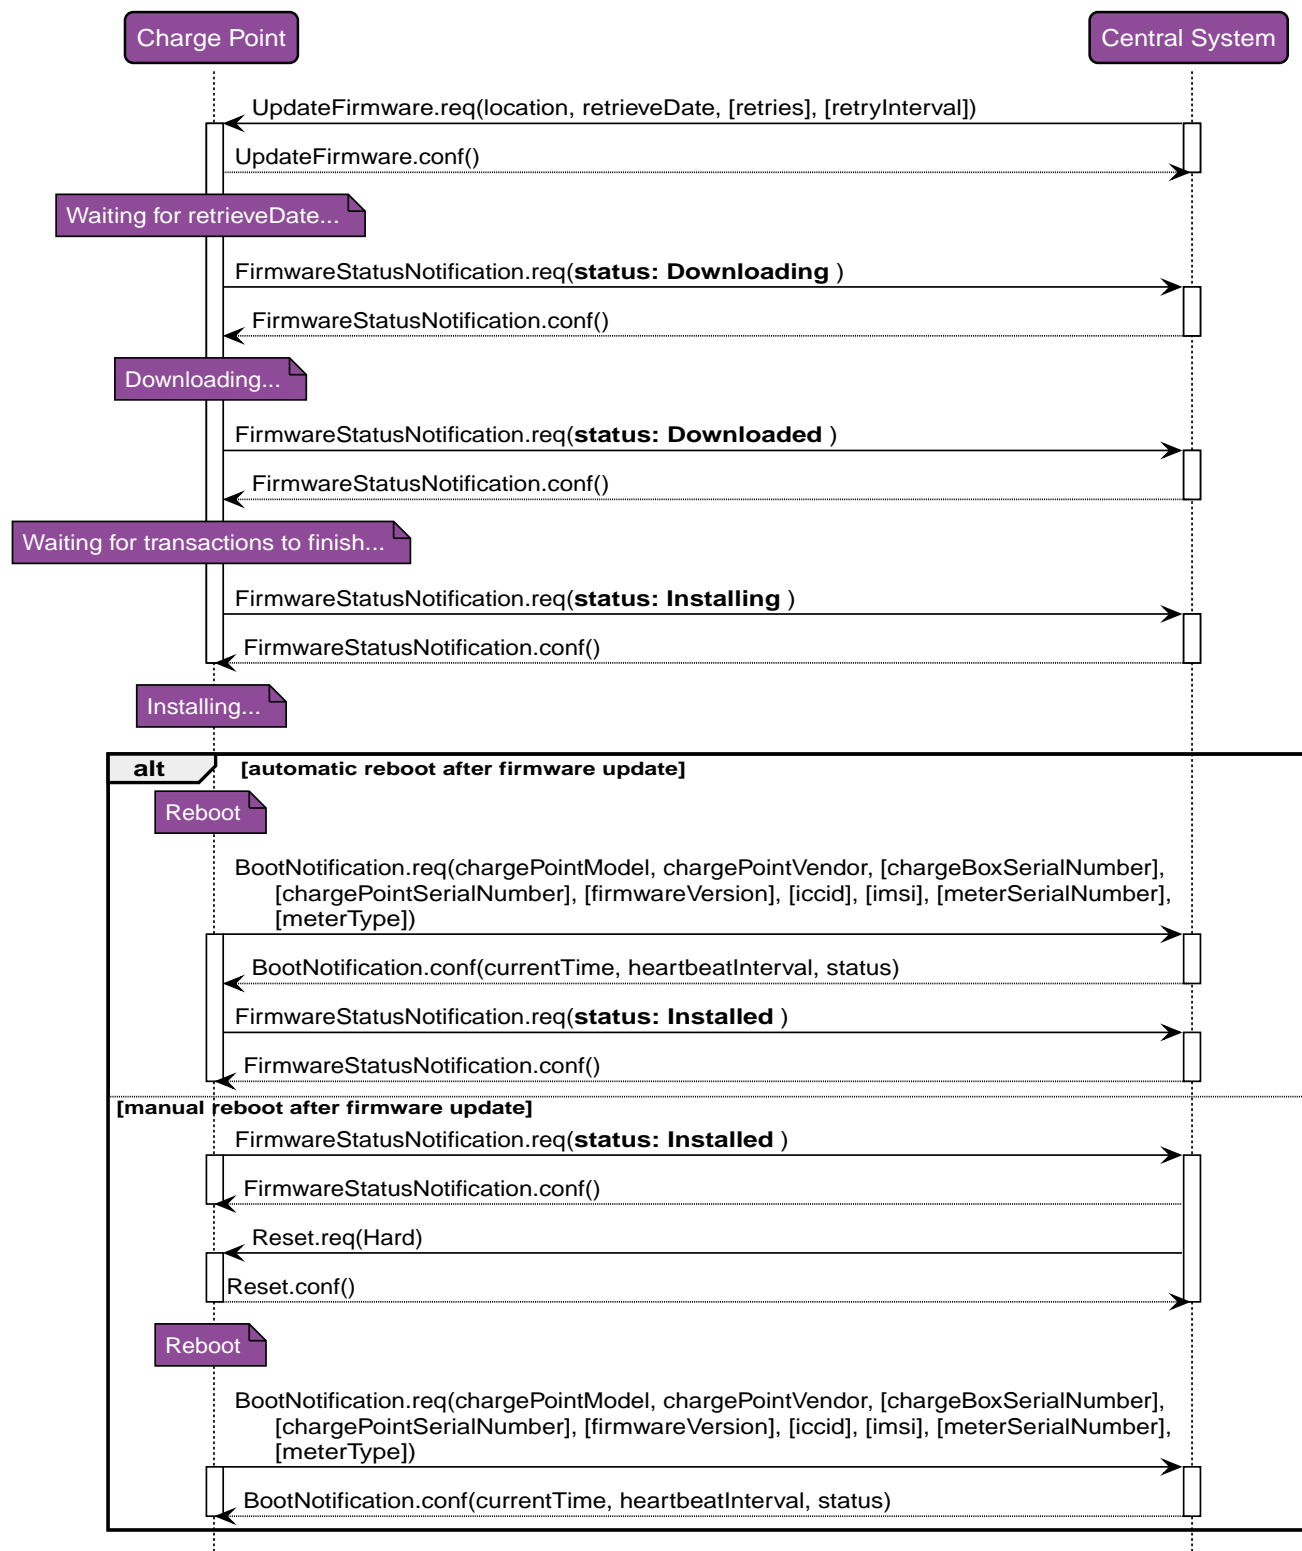 Charge Point
Central System
UpdateFirmware.req(location, retrieveDate, [retries], [retryInterval])
UpdateFirmware.conf()
Waiting for retrieveDate...
FirmwareStatusNotification.req(status: Downloading )
FirmwareStatusNotification.conf()
Downloading...
FirmwareStatusNotification.req(status: Downloaded )
FirmwareStatusNotification.conf()
Waiting for transactions to finish...
FirmwareStatusNotification.req(status: Installing )
FirmwareStatusNotification.conf()
Installing...
alt [automatic reboot after firmware update]
Reboot
BootNotification.req(chargePointModel, chargePointVendor, [chargeBoxSerialNumber],
[chargePointSerialNumber], [firmwareVersion], [iccid], [imsi], [meterSerialNumber],
[meterType])
BootNotification.conf(currentTime, heartbeatInterval, status)
FirmwareStatusNotification.req(status: Installed )
FirmwareStatusNotification.conf()
[manual reboot after firmware update]
FirmwareStatusNotification.req(status: Installed )
FirmwareStatusNotification.conf()
Reset.req(Hard)
Reset.conf()
Reboot
BootNotification.req(chargePointModel, chargePointVendor, [chargeBoxSerialNumber],
[chargePointSerialNumber], [firmwareVersion], [iccid], [imsi], [meterSerialNumber],
[meterType])
BootNotification.conf(currentTime, heartbeatInterval, status)